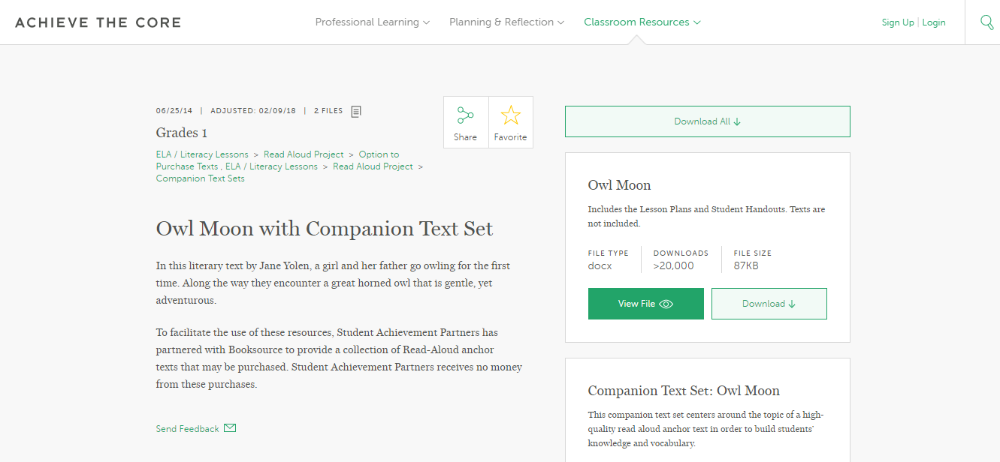 ACHIEVE THE CORE
Professional Learning
Planning & Reflection
Classroom Resources
Sign Up | Login
06/25/14 | ADJUSTED: 02/09/18 | 2 FILES
Grades 1
ELA / Literacy Lessons > Read Aloud Project > Option to
Purchase Texts , ELA / Literacy Lessons > Read Aloud Project >
Companion Text Sets
Share
Favorite
Owl Moon with Companion Text Set
In this literary text by Jane Yolen, a girl and her father go owling for the first
time. Along the way they encounter a great horned owl that is gentle, yet
adventurous.
To facilitate the use of these resources, Student Achievement Partners has
partnered with Booksource to provide a collection of Read-Aloud anchor
texts that may be purchased. Student Achievement Partners receives no money
from these purchases.
Send Feedback
Download All
Owl Moon
Includes the Lesson Plans and Student Handouts. Texts are
not included.
FILE TYPE
docx
DOWNLOADS
>20,000
FILE SIZE
87KB
View File
Download
Companion Text Set: Owl Moon
This companion text set centers around the topic of a high-
quality read aloud anchor text in order to build students'
knowledge and vocabulary.